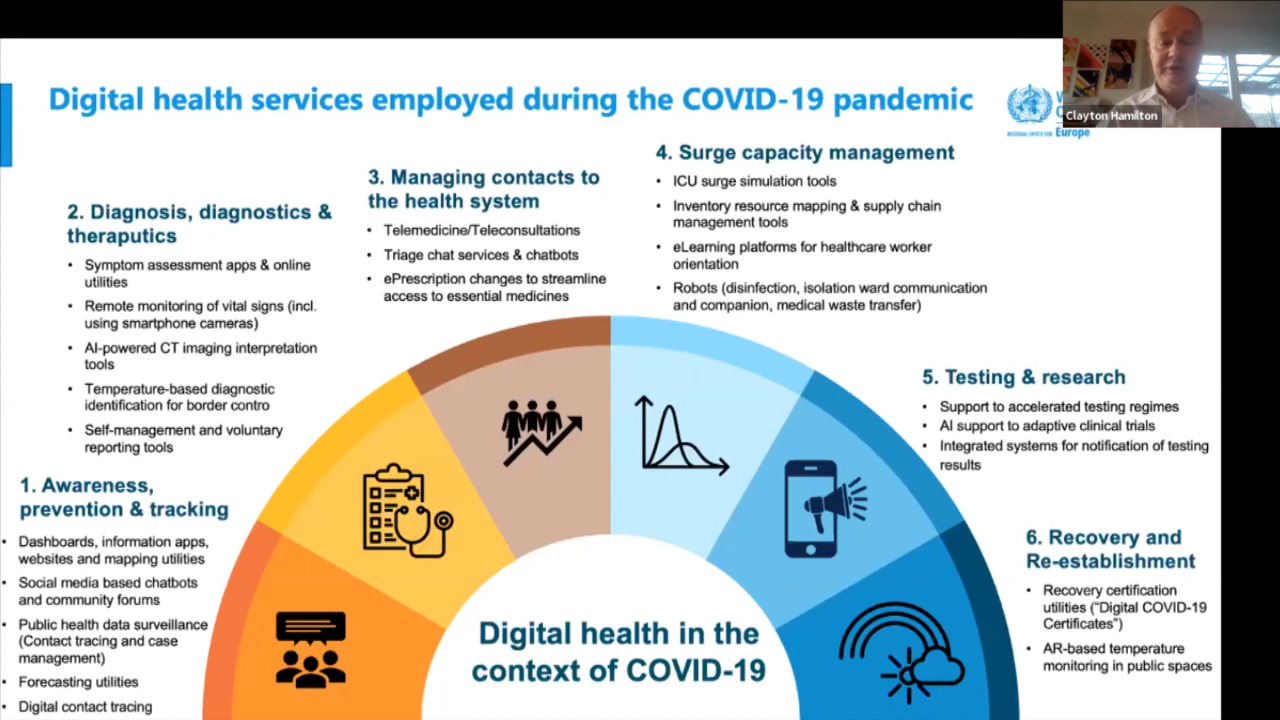 Digital health services employed during the COVID-19 pandemic
REGIONAL OFFICE FOR Europe
Clayton Hamilton
1. Awareness,
prevention & tracking
• Dashboards, information apps,
websites and mapping utilities
• Social media based chatbots
and community forums
• Public health data surveillance
(Contact tracing and case
management)
• Forecasting utilities
• Digital contact tracing
2. Diagnosis, diagnostics &
theraputics
• Symptom assessment apps & online
utilities
• Remote monitoring of vital signs (incl.
using smartphone cameras)
• AI-powered CT imaging interpretation
tools
• Temperature-based diagnostic
identification for border contro
• Self-management and voluntary
reporting tools
3. Managing contacts to
the health system
• Telemedicine/Teleconsultations
• Triage chat services & chatbots
• ePrescription changes to streamline
access to essential medicines
4. Surge capacity management
• ICU surge simulation tools
• Inventory resource mapping & supply chain
management tools
• eLearning platforms for healthcare worker
orientation
• Robots (disinfection, isolation ward communication
and companion, medical waste transfer)
5. Testing & research
• Support to accelerated testing regimes
• AI support to adaptive clinical trials
• Integrated systems for notification of testing
results
6. Recovery and
Re-establishment
• Recovery certification
utilities ("Digital COVID-19
Certificates")
• AR-based temperature
monitoring in public spaces
Digital health in the
context of COVID-19